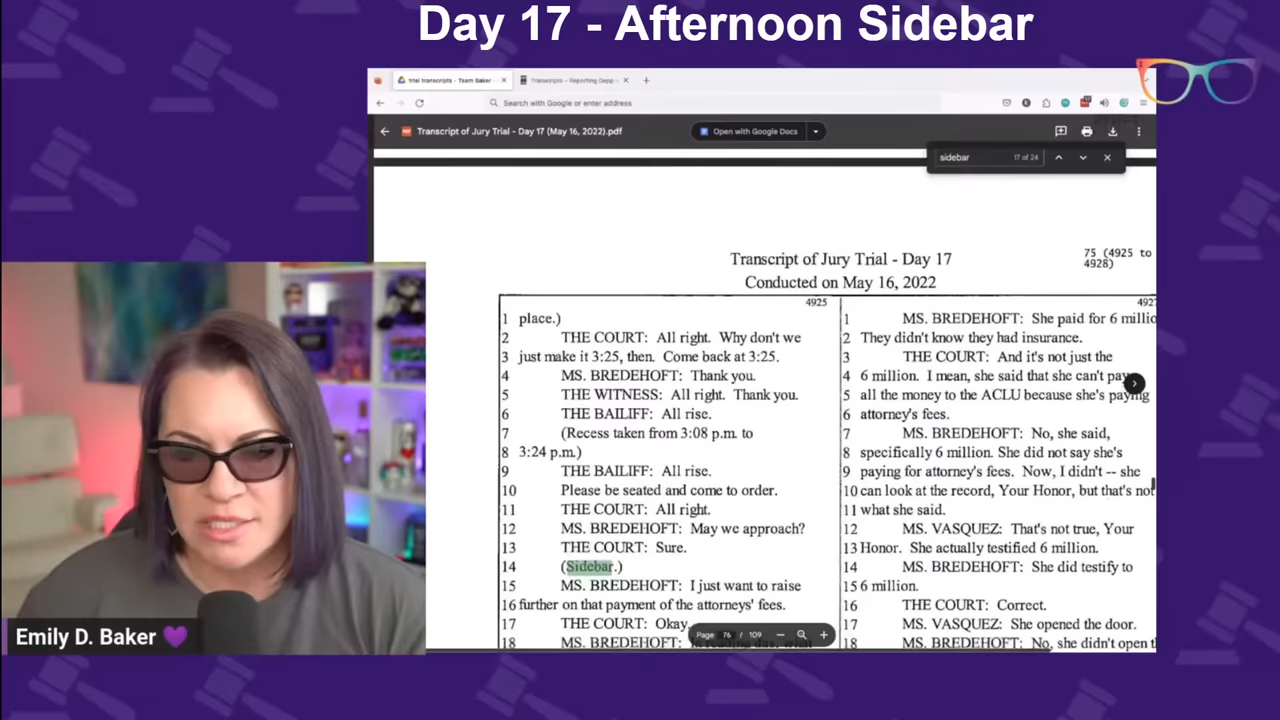 Day 17 - Afternoon Sidebar
trial transcripts - Team Baker
Transcripts – Reporting Depp
Search with Google or enter address
Transcript of Jury Trial - Day 17 (May 16, 2022).pdf
Open with Google Docs
sidebar
17 of 24
Transcript of Jury Trial - Day 17
Conducted on May 16, 2022
75 (4925 to
4928)
4925
1 place.)
2 THE COURT: All right. Why don't we
3 just make it 3:25, then. Come back at 3:25.
4 MS. BREDEHOFT: Thank you.
5 THE WITNESS: All right. Thank you.
6 THE BAILIFF: All rise.
7 (Recess taken from 3:08 p.m. to
8 3:24 p.m.)
9 THE BAILIFF: All rise.
10 Please be seated and come to order.
11 THE COURT: All right.
12 MS. BREDEHOFT: May we approach?
13 THE COURT: Sure.
14 (Sidebar.)
15 MS. BREDEHOFT: I just want to raise
16 further on that payment of the attorneys' fees.
17 THE COURT: Okay.
18 MS. BREDEHOFT:
492
1 MS. BREDEHOFT: She paid for 6 millio
2 They didn't know they had insurance.
3 THE COURT: And it's not just the
4 6 million. I mean, she said that she can't pay
5 all the money to the ACLU because she's paying
6 attorney's fees.
7 MS. BREDEHOFT: No, she said,
8 specifically 6 million. She did not say she's
9 paying for attorney's fees. Now, I didn't -- she
10 can look at the record, Your Honor, but that's not
11 what she said.
12 MS. VASQUEZ: That's not true, Your
13 Honor. She actually testified 6 million.
14 MS. BREDEHOFT: She did testify to
15 6 million.
16 THE COURT: Correct.
17 MS. VASQUEZ: She opened the door.
18 MS. BREDEHOFT: No, she didn't open t
Page 76 / 109
Emily D. Baker 💜